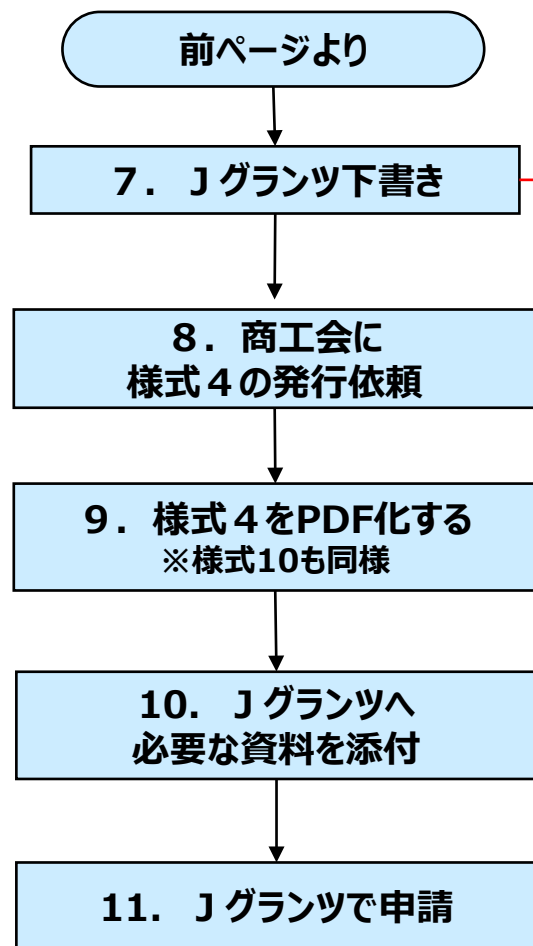 前ページより
７． Ｊグランツ下書き
８．商工会に
様式４の発行依頼
９．様式４をPDF化する
※様式10も同様
10． Ｊグランツへ
必要な資料を添付
11． Ｊグランツで申請